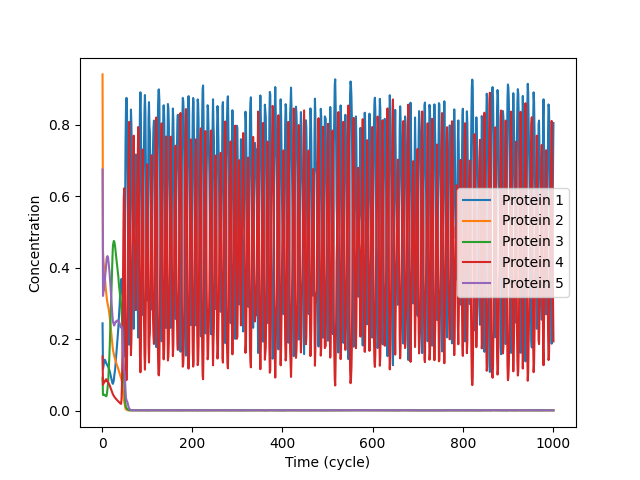 0.8
0.6
0.4
0.2
0.0
Concentration
0
200
400
600
800
1000
Time (cycle)
Protein 1
Protein 2
Protein 3
Protein 4
Protein 5